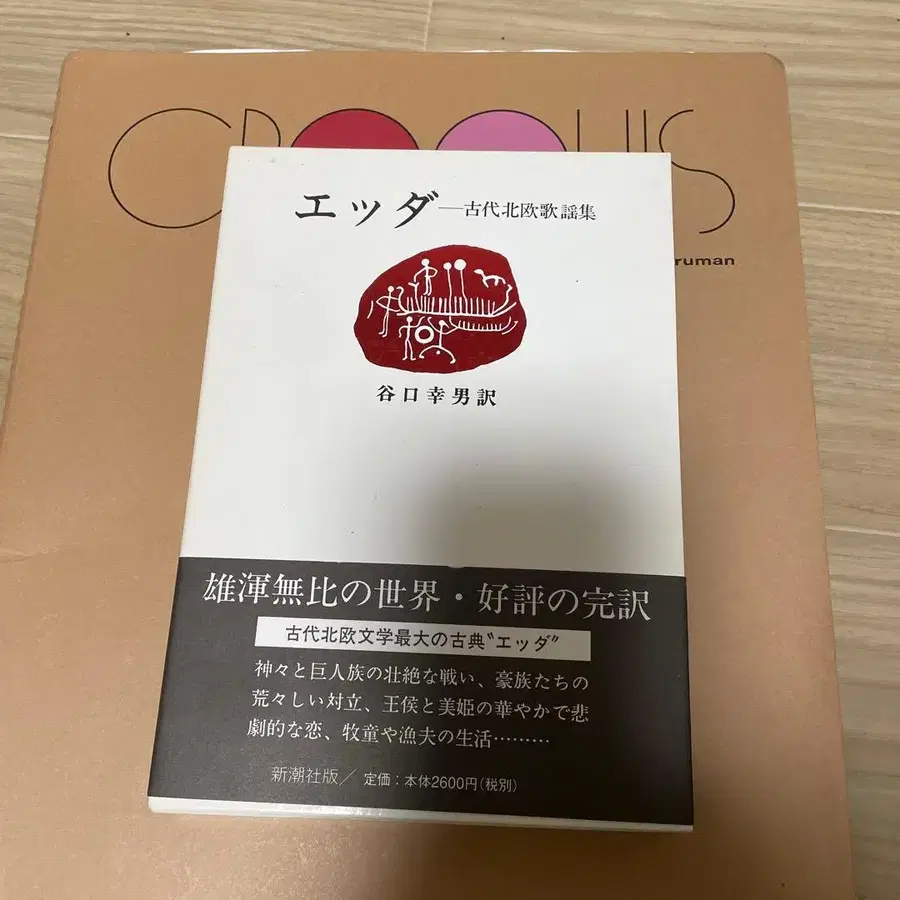 CROQUIS
エッダ―古代北欧歌謡集
ruman
谷口幸男訳
雄渾無比の世界・好評の完訳
古代北欧文学最大の古典〝エッダ〟
神々と巨人族の壮絶な戦い、豪族たちの
荒々しい対立、王侯と美姫の華やかで悲
劇的な恋、牧童や漁夫の生活………
新潮社版／定価：本体2600円(税別)